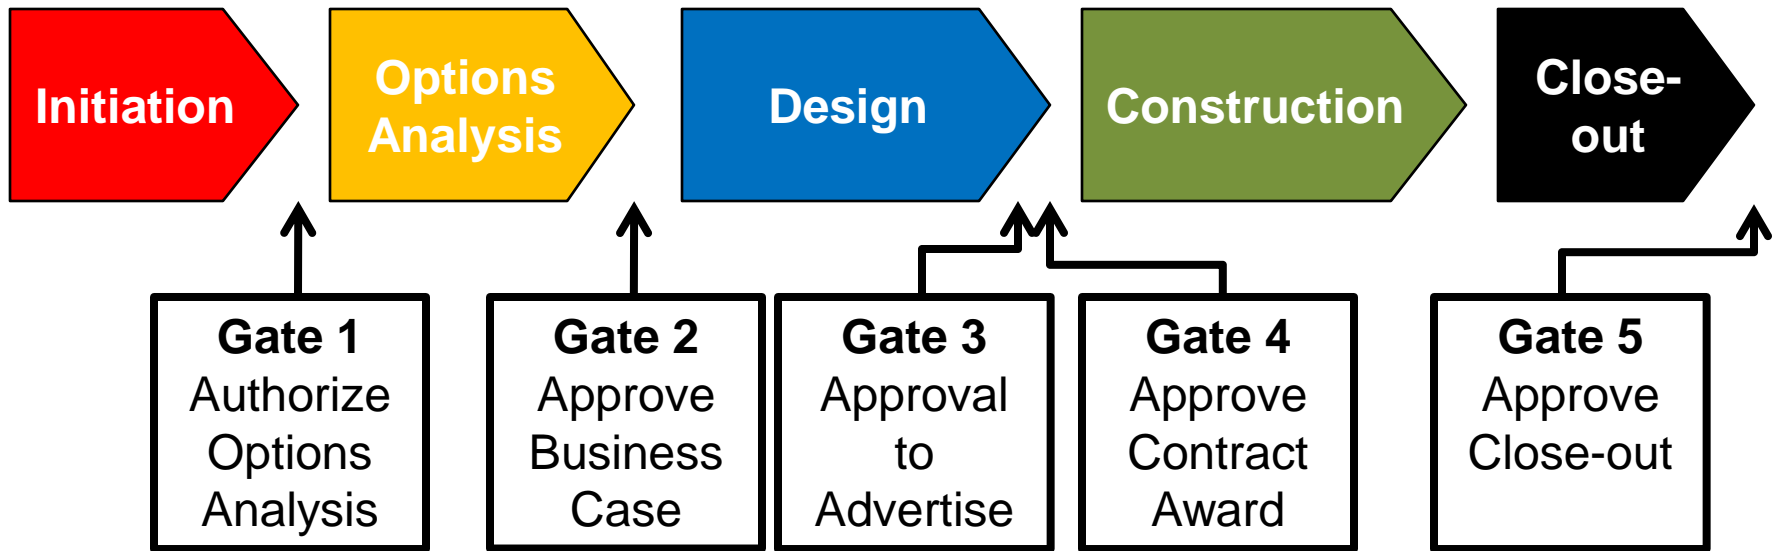 Initiation
Options
Analysis
Design
Construction
Close-
out
Gate 1
Authorize
Options
Analysis
Gate 2
Approve
Business
Case
Gate 3
Approval
to
Advertise
Gate 4
Approve
Contract
Award
Gate 5
Approve
Close-out